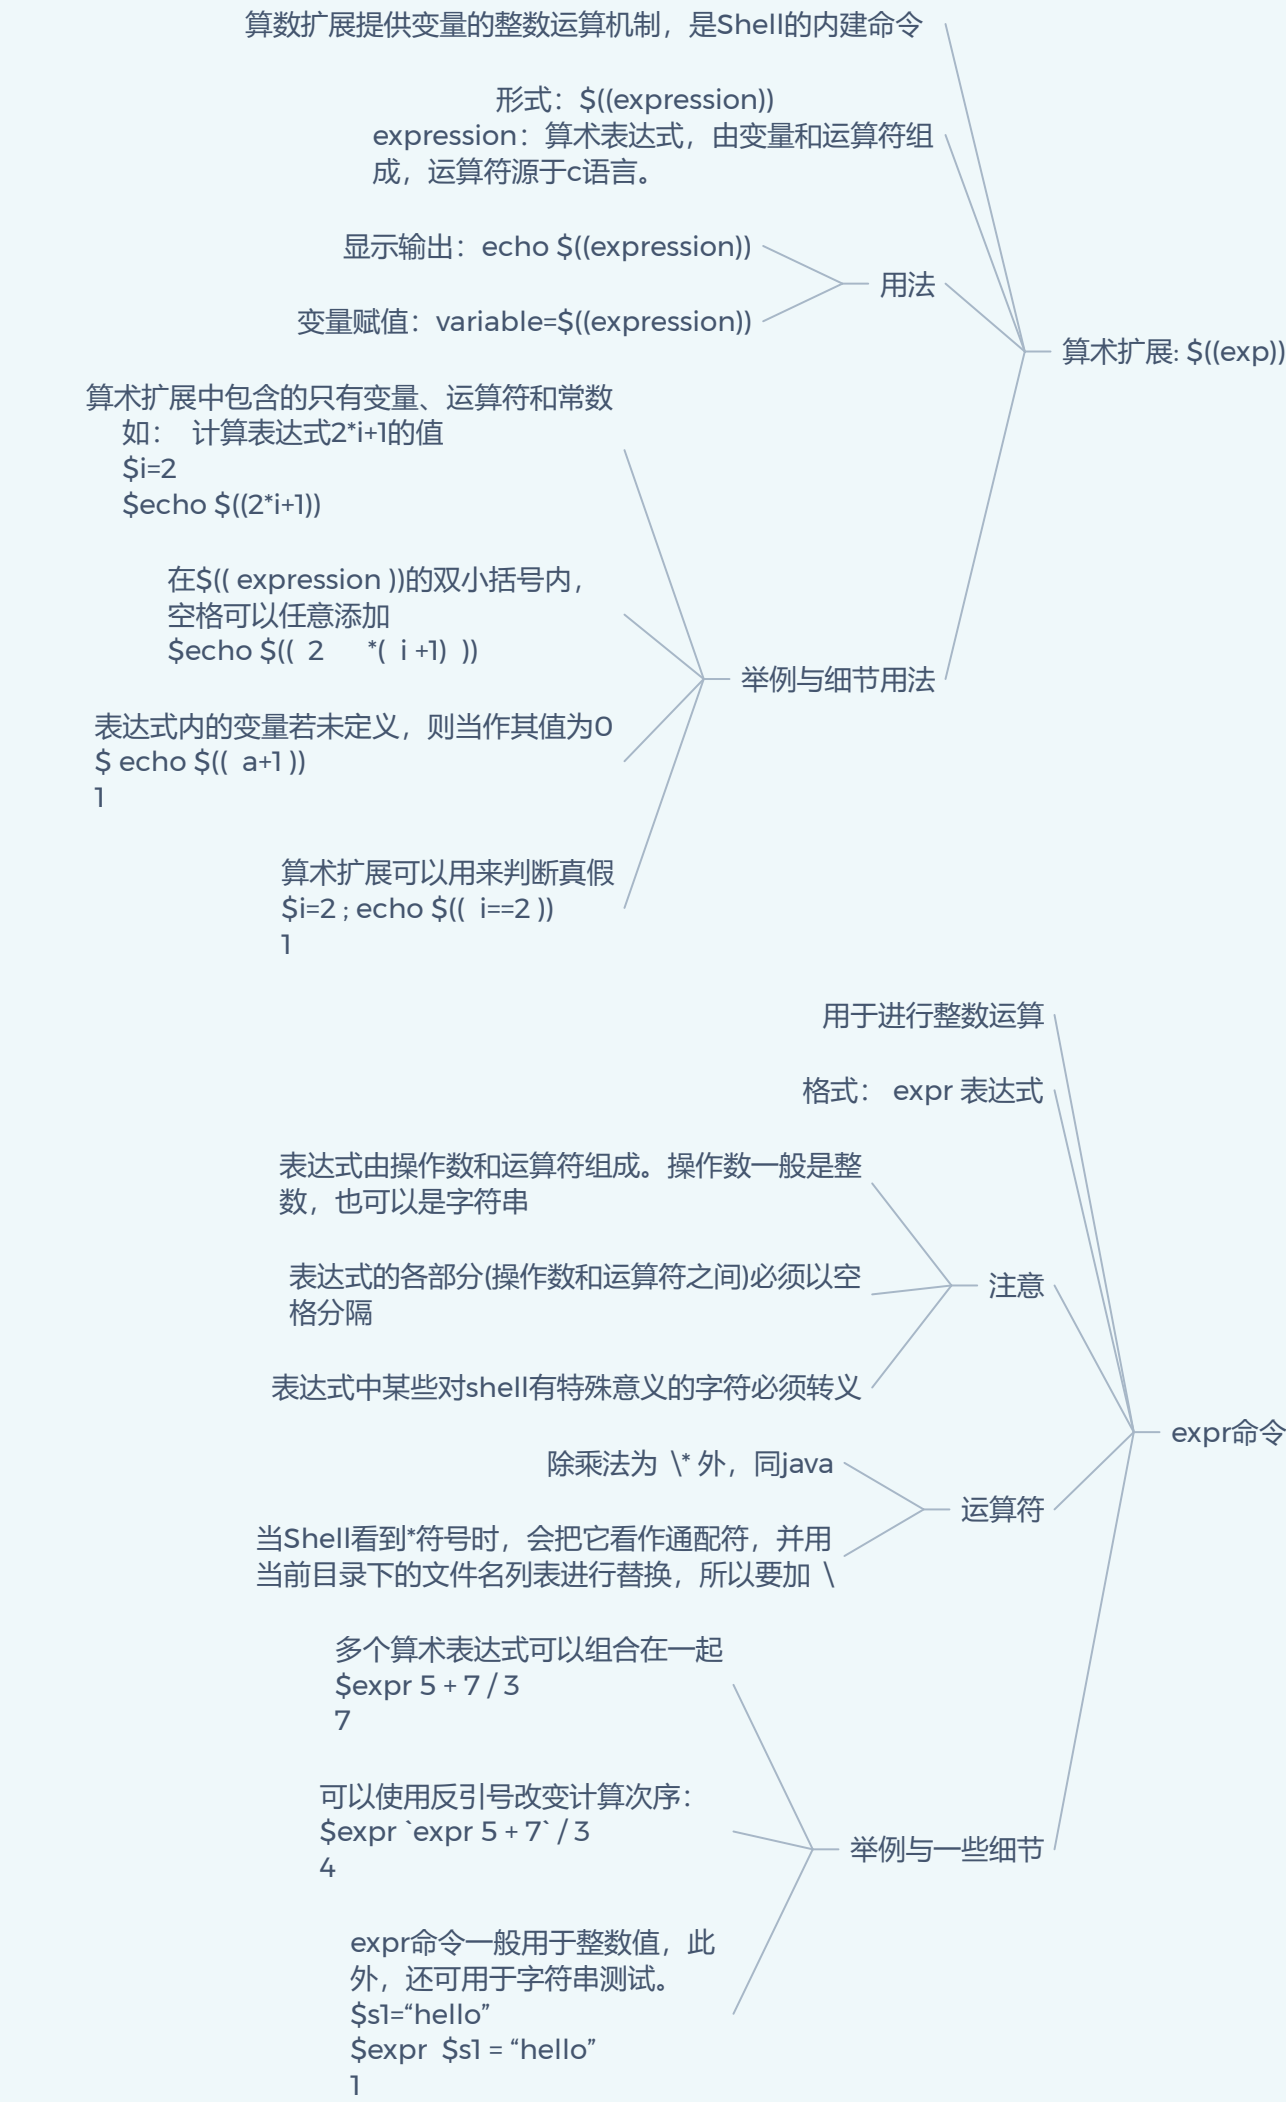 算数扩展提供变量的整数运算机制，是Shell的内建命令
形式：$((expression))
expression：算术表达式，由变量和运算符组
成，运算符源于c语言。
显示输出：echo $((expression))
用法
变量赋值：variable=$((expression))
算术扩展: $((exp))
算术扩展中包含的只有变量、运算符和常数
如： 计算表达式2*i+1的值
$i=2
$echo $((2*i+1))
在$(( expression ))的双小括号内，
空格可以任意添加
$echo $((  2      *(  i +1)  ))
举例与细节用法
表达式内的变量若未定义，则当作其值为0
$ echo $((  a+1 ))
1
算术扩展可以用来判断真假
$i=2 ; echo $((  i==2 ))
1
用于进行整数运算
格式： expr 表达式
表达式由操作数和运算符组成。操作数一般是整
数，也可以是字符串
表达式的各部分(操作数和运算符之间)必须以空
格分隔
注意
表达式中某些对shell有特殊意义的字符必须转义
expr命令
除乘法为  \* 外，同java
运算符
当Shell看到*符号时，会把它看作通配符，并用
当前目录下的文件名列表进行替换，所以要加  \
多个算术表达式可以组合在一起
$expr 5 + 7 / 3
7
可以使用反引号改变计算次序：
$expr `expr 5 + 7` / 3
4
举例与一些细节
expr命令一般用于整数值，此
外，还可用于字符串测试。
$s1=“hello”
$expr  $s1 = “hello”
1